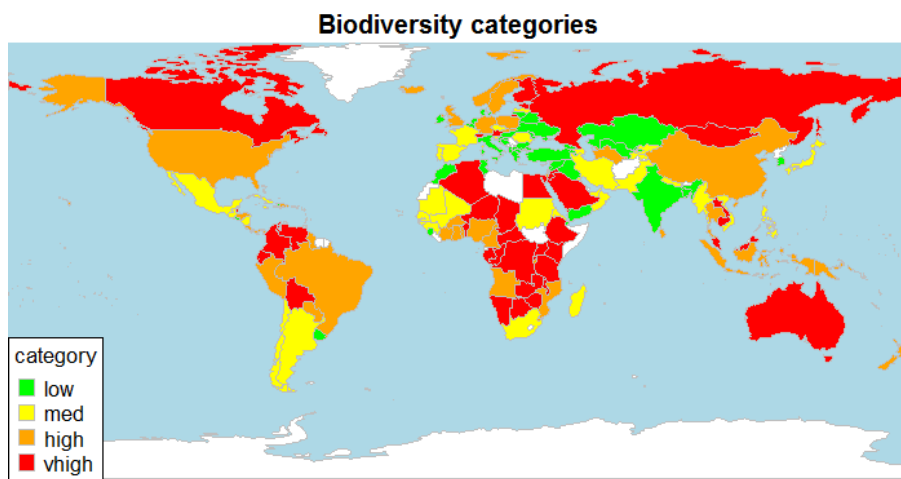 Biodiversity categories
category
low
med
high
vhigh